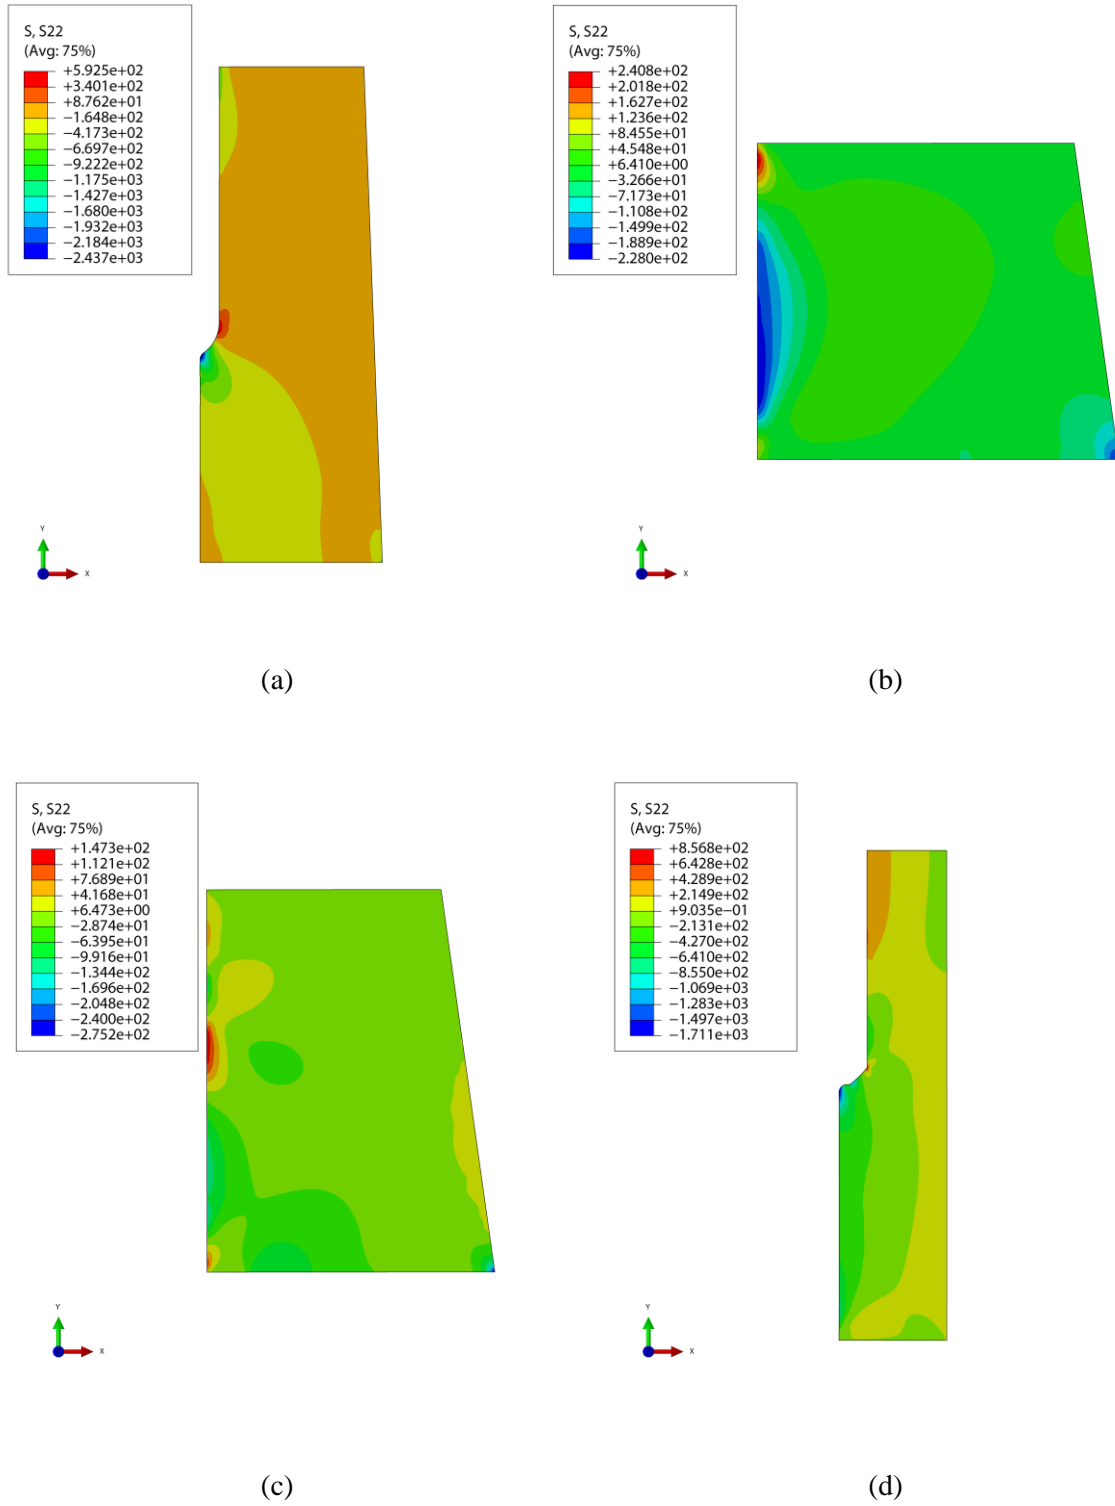 S, S22
(Avg: 75%)
+5.925e+02
+3.401e+02
+8.762e+01
−1.648e+02
−4.173e+02
−6.697e+02
−9.222e+02
−1.175e+03
−1.427e+03
−1.680e+03
−1.932e+03
−2.184e+03
−2.437e+03
Y
X
(a)
S, S22
(Avg: 75%)
+2.408e+02
+2.018e+02
+1.627e+02
+1.236e+02
+8.455e+01
+4.548e+01
+6.410e+00
−3.266e+01
−7.173e+01
−1.108e+02
−1.499e+02
−1.889e+02
−2.280e+02
Y
X
(b)
S, S22
(Avg: 75%)
+1.473e+02
+1.121e+02
+7.689e+01
+4.168e+01
+6.473e+00
−2.874e+01
−6.395e+01
−9.916e+01
−1.344e+02
−1.696e+02
−2.048e+02
−2.400e+02
−2.752e+02
Y
X
(c)
S, S22
(Avg: 75%)
+8.568e+02
+6.428e+02
+4.289e+02
+2.149e+02
+9.035e−01
−2.131e+02
−4.270e+02
−6.410e+02
−8.550e+02
−1.069e+03
−1.283e+03
−1.497e+03
−1.711e+03
Y
X
(d)